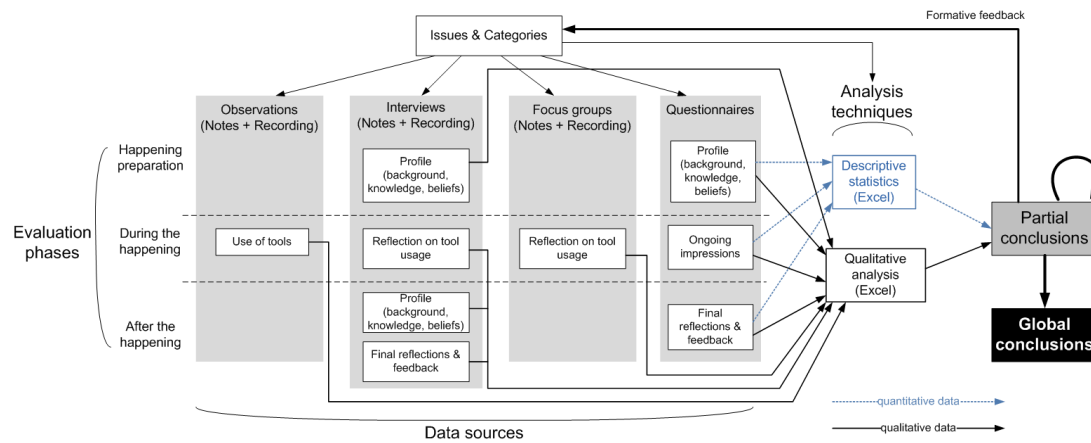 Formative feedback
Issues & Categories
Analysis
techniques
Observations
(Notes + Recording)
Interviews
(Notes + Recording)
Focus groups
(Notes + Recording)
Questionnaires
Evaluation
phases
Happening
preparation
Profile
(background,
knowledge, beliefs)
Profile
(background,
knowledge,
beliefs)
Descriptive
statistics
(Excel)
During the
happening
Use of tools
Reflection on tool
usage
Reflection on tool
usage
Ongoing
impressions
Qualitative
analysis
(Excel)
Partial
conclusions
After the
happening
Profile
(background,
knowledge, beliefs)
Final reflections &
feedback
Final
reflections &
feedback
Global
conclusions
Data sources
quantitative data
qualitative data